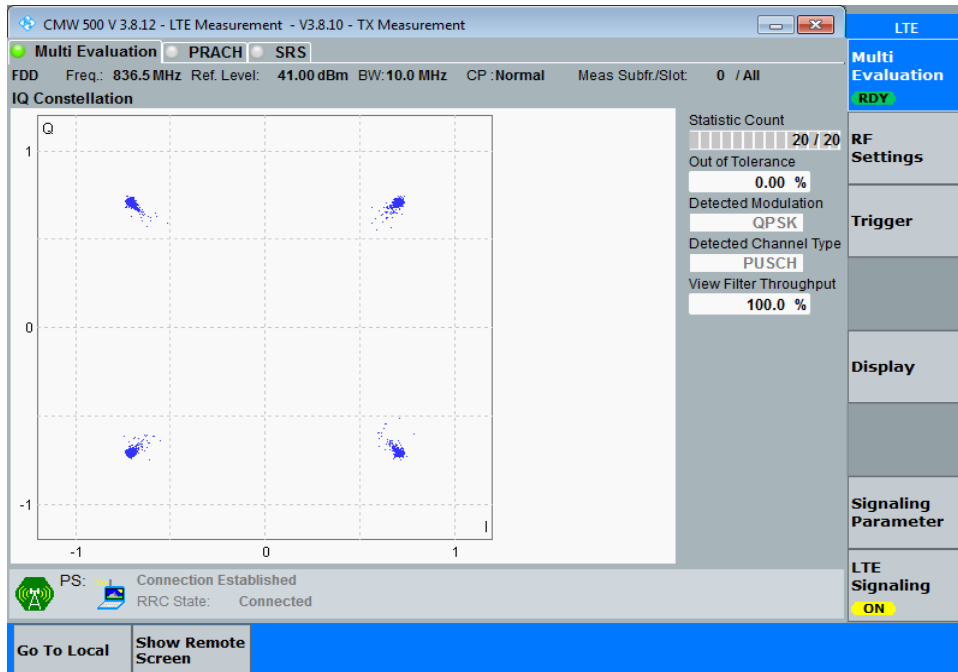 CMW 500 V 3.8.12 - LTE Measurement - V3.8.10 - TX Measurement
LTE
Multi Evaluation PRACH SRS
FDD Freq.: 836.5 MHz Ref. Level: 41.00 dBm BW: 10.0 MHz CP : Normal Meas Subfr./Slot: 0 / All
IQ Constellation
Q
1
0
-1
I
-1 0 1
Statistic Count
20 / 20
Out of Tolerance
0.00 %
Detected Modulation
QPSK
Detected Channel Type
PUSCH
View Filter Throughput
100.0 %
Multi
Evaluation
RDY
RF
Settings
Trigger
Display
Signaling
Parameter
LTE
Signaling
ON
PS: Connection Established
RRC State: Connected
Go To Local
Show Remote
Screen